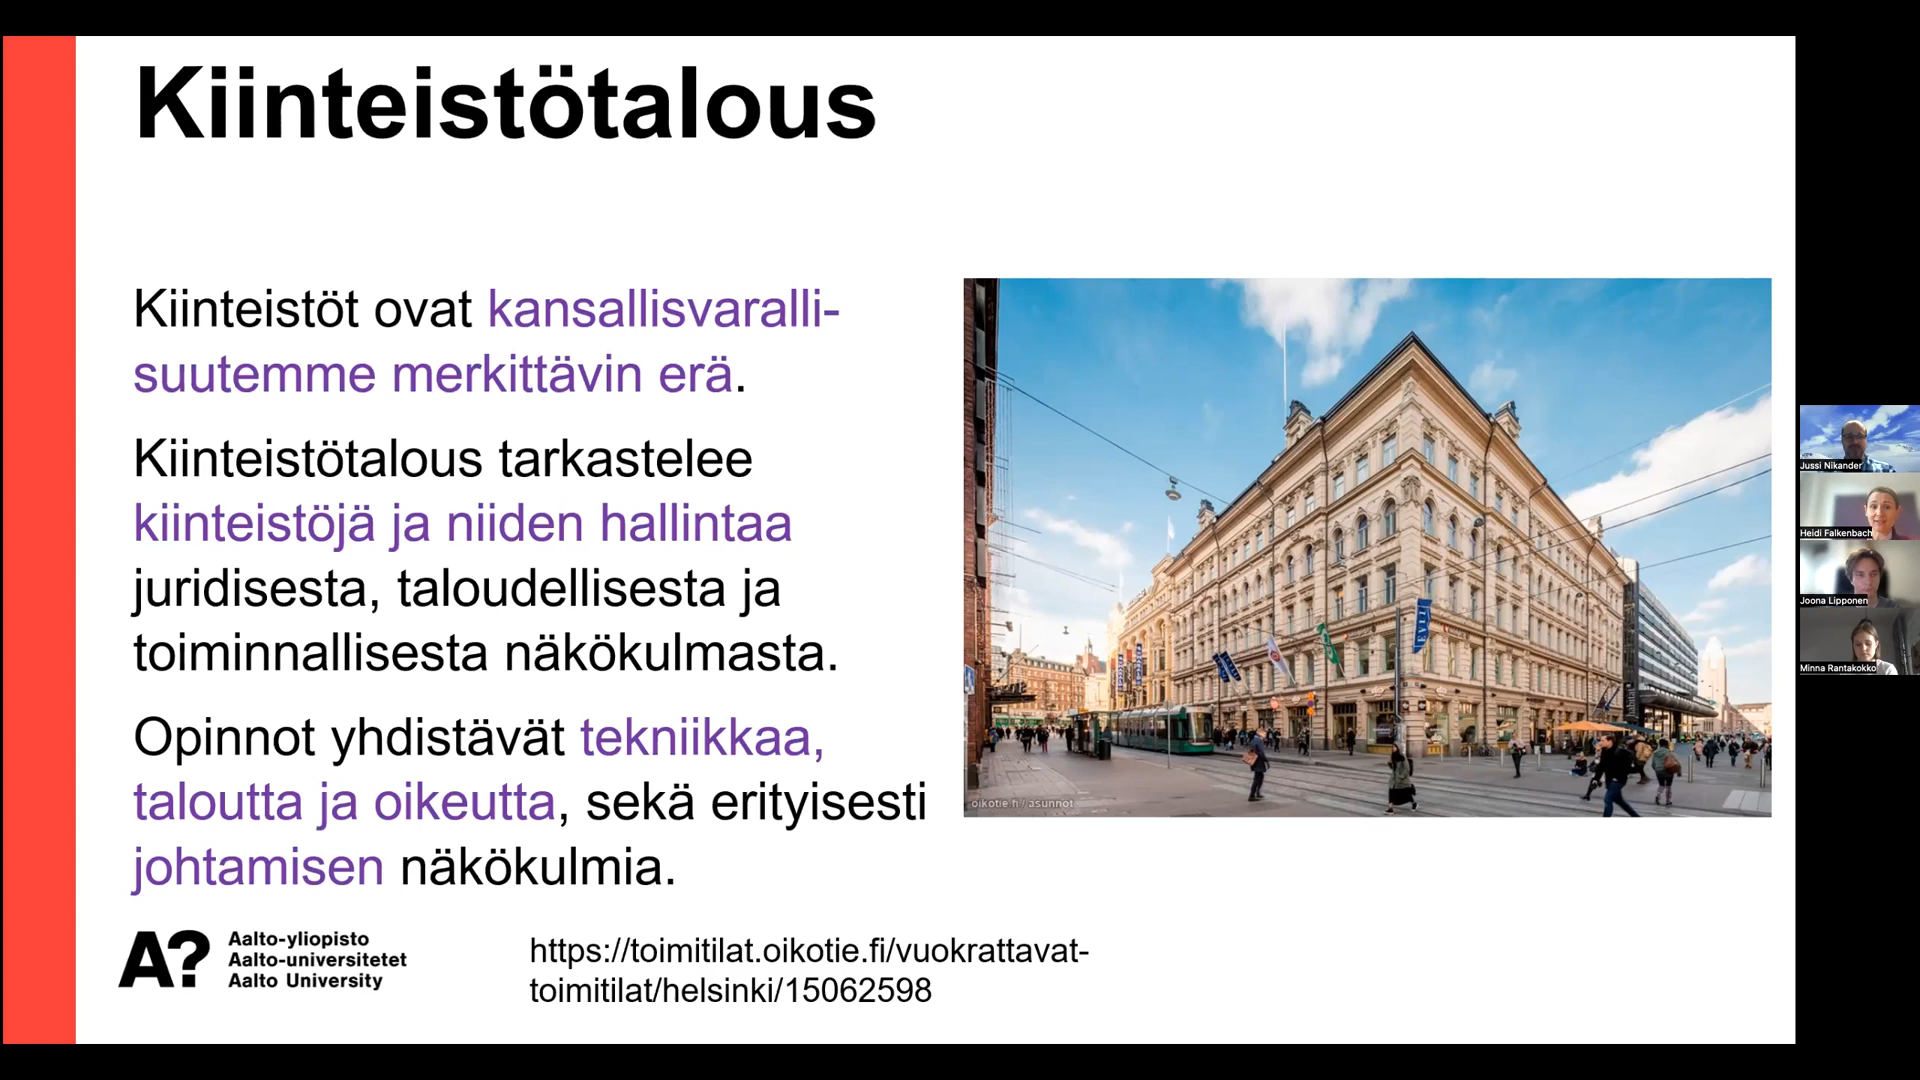 Kiinteistötalous
Kiinteistöt ovat kansallisvaralli-
suutemme merkittävin erä.
Kiinteistötalous tarkastelee
kiinteistöjä ja niiden hallintaa
juridisesta, taloudellisesta ja
toiminnallisesta näkökulmasta.
Opinnot yhdistävät tekniikkaa,
taloutta ja oikeutta, sekä erityisesti
johtamisen näkökulmia.
EVLI
oikotie.fi / asunnot
A?
Aalto-yliopisto
Aalto-universitetet
Aalto University
https://toimitilat.oikotie.fi/vuokrattavat-
toimitilat/helsinki/15062598
Jussi Nikander
Heidi Falkenbach
Joona Lipponen
Minna Rantakokko